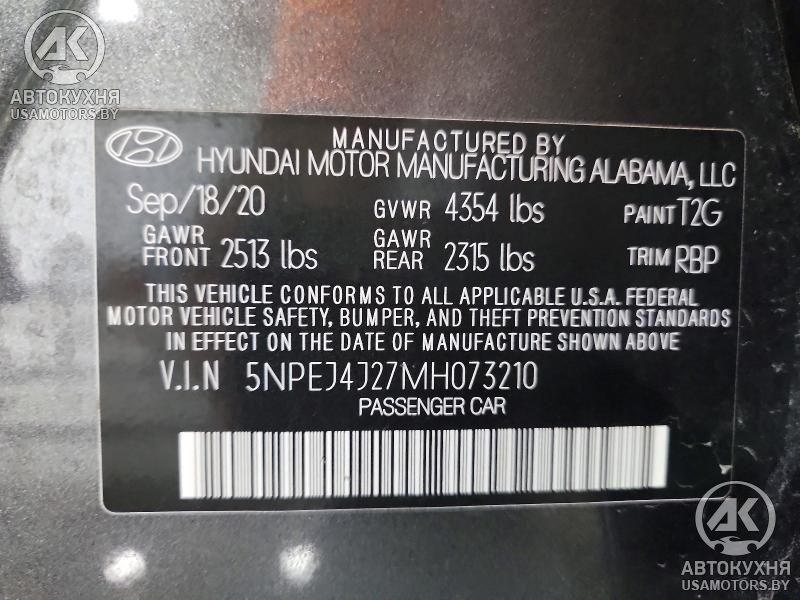 AK
АВТОКУХНЯ
USAMOTORS.BY
MANUFACTURED BY
HYUNDAI MOTOR MANUFACTURING ALABAMA, LLC
Sep/18/20 GVWR 4354 lbs PAINT T2G
GAWR FRONT 2513 lbs GAWR REAR 2315 lbs TRIM RBP
THIS VEHICLE CONFORMS TO ALL APPLICABLE U.S.A. FEDERAL
MOTOR VEHICLE SAFETY, BUMPER, AND THEFT PREVENTION STANDARDS
IN EFFECT ON THE DATE OF MANUFACTURE SHOWN ABOVE.
V.I.N 5NPEJ4J27MH073210
PASSENGER CAR
AK
АВТОКУХНЯ
USAMOTORS.BY